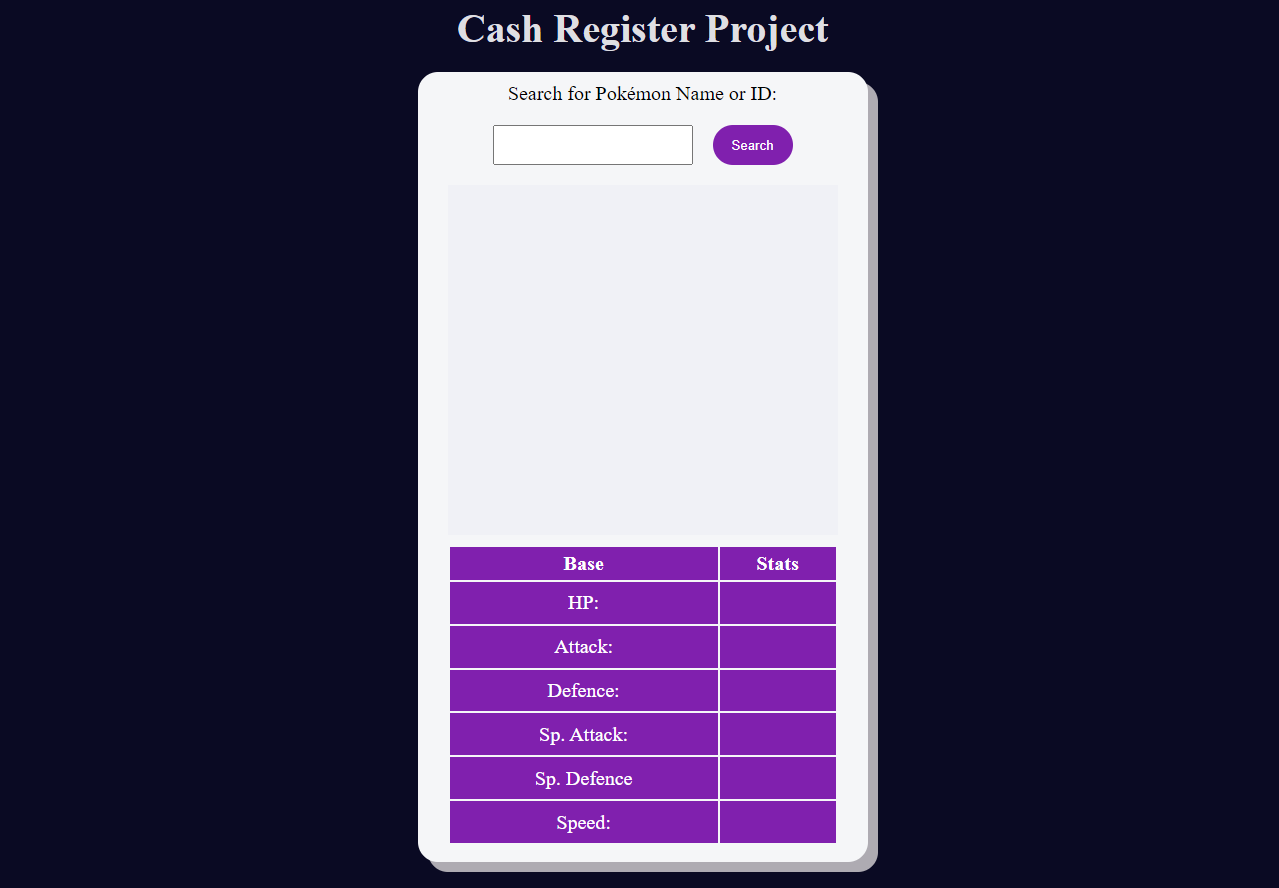 Cash Register Project
Search for Pokémon Name or ID:
Search
Base Stats
HP:
Attack:
Defence:
Sp. Attack:
Sp. Defence
Speed: